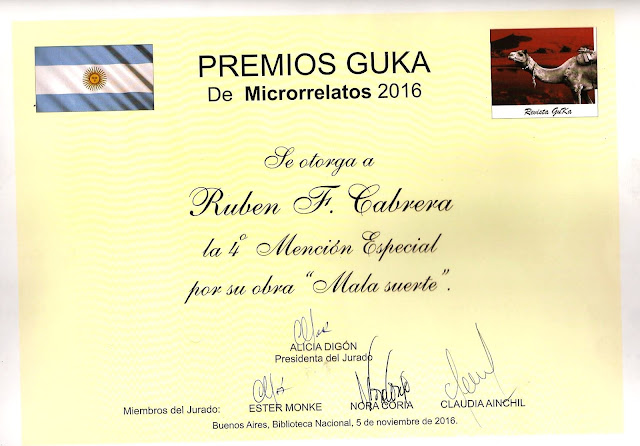 PREMIOS GUKA
De Microrrelatos 2016
Revista GuKa
Se otorga a
Ruben F. Cabrera
la 4° Mención Especial
por su obra "Mala suerte".
ALICIA DIGÓN
Presidenta del Jurado
Miembros del Jurado: ESTER MONKE NORA CORIA CLAUDIA AINCHIL
Buenos Aires, Biblioteca Nacional, 5 de noviembre de 2016.